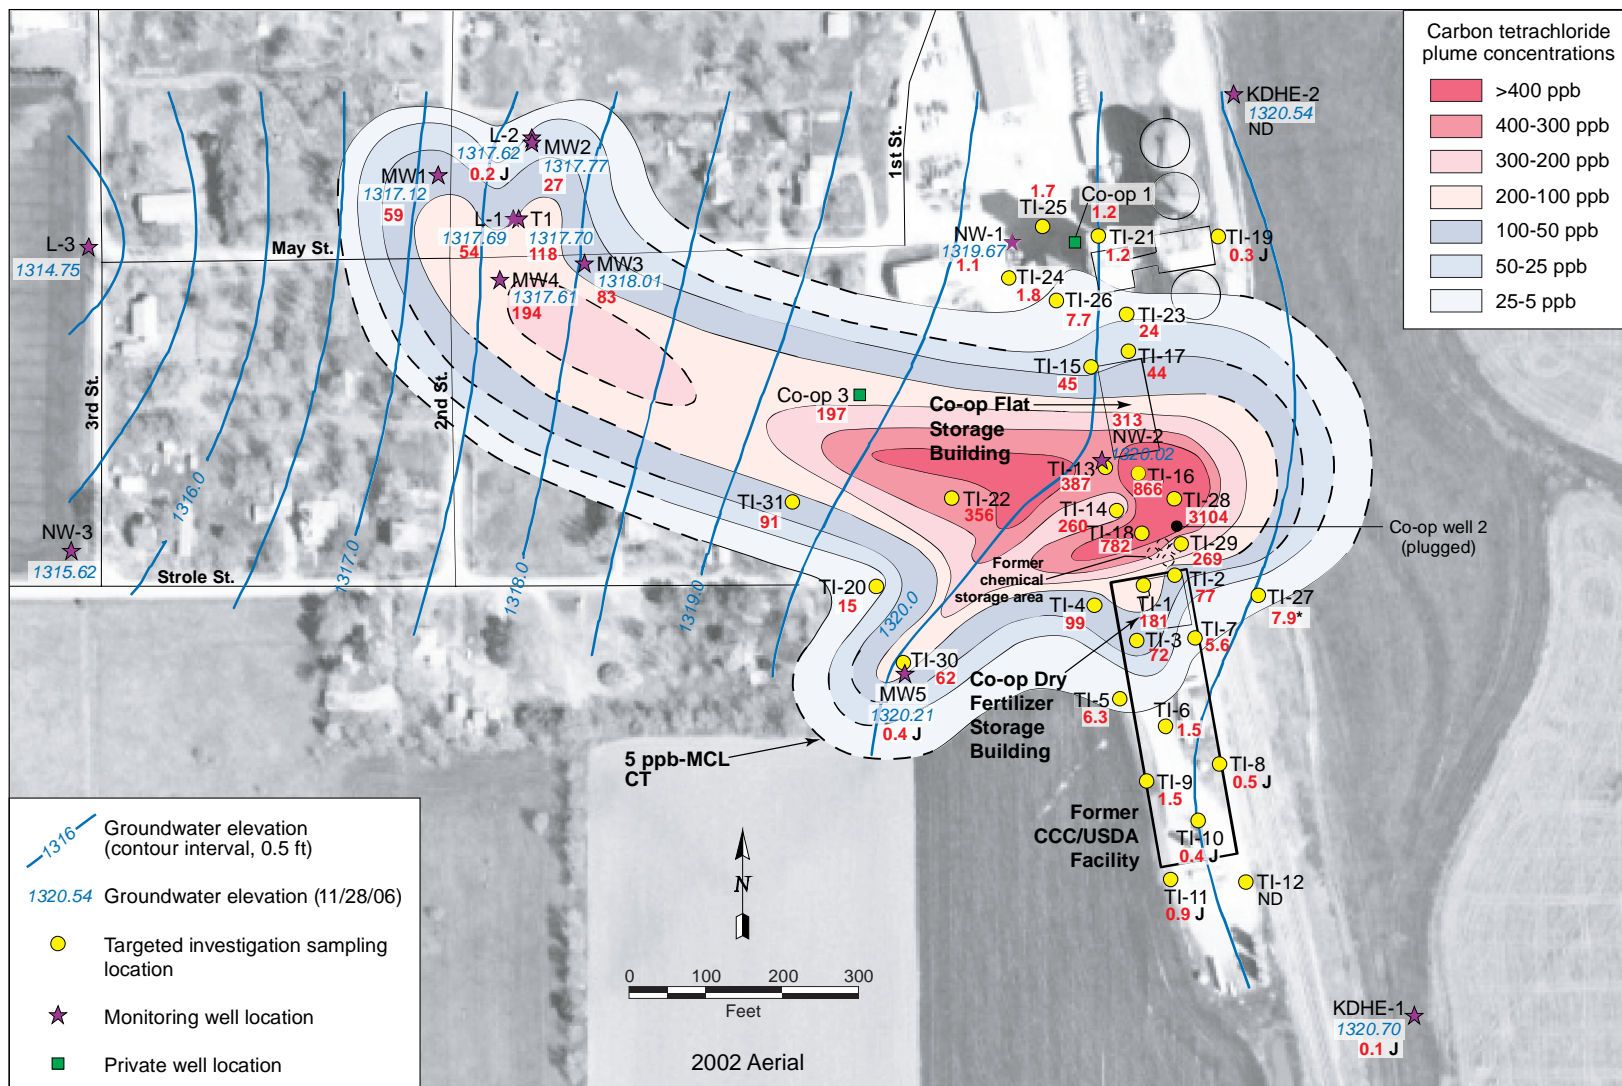 Carbon tetrachloride
plume concentrations
>400 ppb
400-300 ppb
300-200 ppb
200-100 ppb
100-50 ppb
50-25 ppb
25-5 ppb
KDHE-2
1320.54
ND
L-2
1317.62
0.2 J
MW2
1317.77
27
MW1
1317.12
59
L-1
1317.69
54
T1
1317.70
118
MW3
1318.01
83
MW4
1317.61
194
L-3
1314.75
May St.
1st St.
2nd St.
3rd St.
Strole St.
NW-3
1315.62
1316.0
1317.0
1318.0
1319.0
1320.0
1.7
TI-25
Co-op 1
1.2
NW-1
1319.67
1.1
TI-21
1.2
TI-19
0.3 J
TI-24
1.8
TI-26
7.7
TI-23
24
TI-17
44
TI-15
45
Co-op 3
197
Co-op Flat
Storage
Building
313
NW-2
1320.02
TI-13
387
TI-16
866
TI-22
356
TI-14
260
TI-28
3104
TI-18
782
TI-29
269
Co-op well 2
(plugged)
TI-31
91
Former
chemical
storage area
TI-20
15
TI-2
77
TI-27
7.9*
TI-4
99
TI-1
181
TI-3
72
TI-7
5.6
TI-30
62
MW5
1320.21
0.4 J
Co-op Dry
Fertilizer
Storage
Building
TI-5
6.3
TI-6
1.5
TI-8
0.5 J
TI-9
1.5
5 ppb-MCL
CT
Former
CCC/USDA
Facility
TI-10
0.4 J
TI-11
0.9 J
TI-12
ND
KDHE-1
1320.70
0.1 J
1316
Groundwater elevation
(contour interval, 0.5 ft)
1320.54
Groundwater elevation (11/28/06)
Targeted investigation sampling
location
Monitoring well location
Private well location
N
0 100 200 300
Feet
2002 Aerial